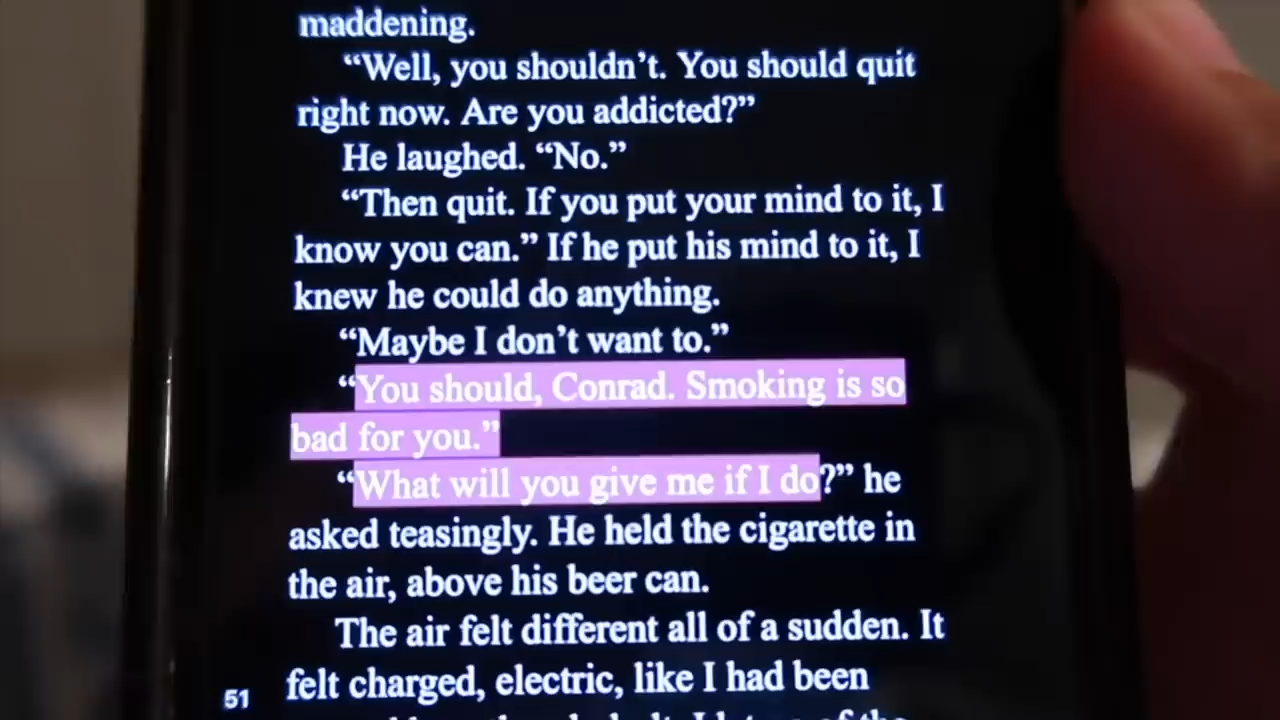 maddening.
“Well, you shouldn’t. You should quit
right now. Are you addicted?”
He laughed. “No.”
“Then quit. If you put your mind to it, I
know you can.” If he put his mind to it, I
knew he could do anything.
“Maybe I don’t want to.”
“You should, Conrad. Smoking is so
bad for you.”
“What will you give me if I do?” he
asked teasingly. He held the cigarette in
the air, above his beer can.
The air felt different all of a sudden. It
felt charged, electric, like I had been
51